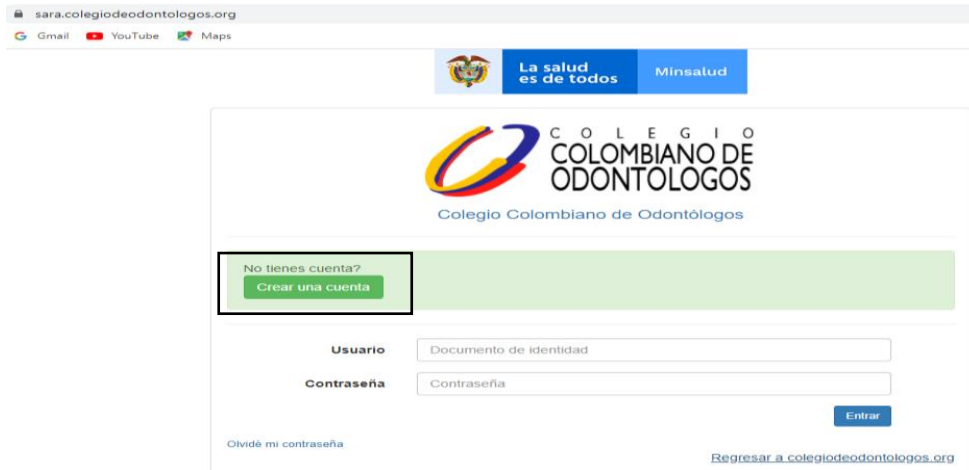 sara.colegiodeodontologos.org
Gmail YouTube Maps
La salud
es de todos
Minsalud
COLEGIO
COLOMBIANO DE
ODONTOLOGOS
Colegio Colombiano de Odontólogos
No tienes cuenta?
Crear una cuenta
Usuario Documento de identidad
Contraseña Contraseña
Entrar
Olvidé mi contraseña
Regresar a colegiodeodontologos.org